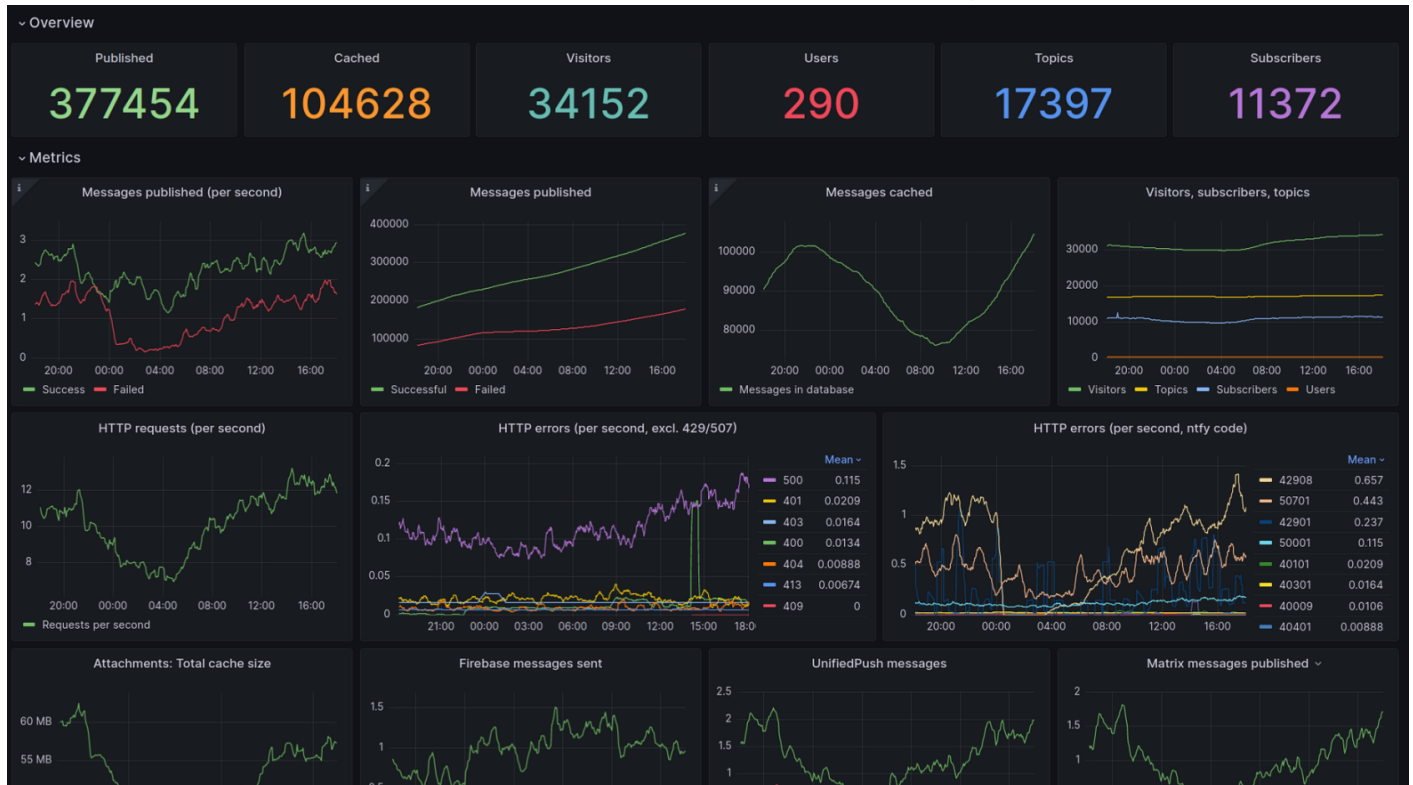 Overview
Published Cached Visitors Users Topics Subscribers
377454 104628 34152 290 17397 11372
Metrics
i Messages published (per second)
3
2
1
0
20:00 00:00 04:00 08:00 12:00 16:00
Success Failed
i Messages published
400000
300000
200000
100000
20:00 00:00 04:00 08:00 12:00 16:00
Successful Failed
i Messages cached
100000
90000
80000
20:00 00:00 04:00 08:00 12:00 16:00
Messages in database
Visitors, subscribers, topics
30000
20000
10000
0
20:00 00:00 04:00 08:00 12:00 16:00
Visitors Topics Subscribers Users
HTTP requests (per second)
12
10
8
20:00 00:00 04:00 08:00 12:00 16:00
Requests per second
HTTP errors (per second, excl. 429/507)
0.2
0.15
0.1
0.05
0
21:00 00:00 03:00 06:00 09:00 12:00 15:00 18:0
Mean
500 0.115
401 0.0209
403 0.0164
400 0.0134
404 0.00888
413 0.00674
409 0
HTTP errors (per second, ntfy code)
1.5
1
0.5
0
20:00 00:00 04:00 08:00 12:00 16:00
Mean
42908 0.657
50701 0.443
42901 0.237
50001 0.115
40101 0.0209
40301 0.0164
40009 0.0106
40401 0.00888
Attachments: Total cache size
60 MB
55 MB
Firebase messages sent
1.5
1
UnifiedPush messages
2.5
2
1.5
1
Matrix messages published
2
1.5
1